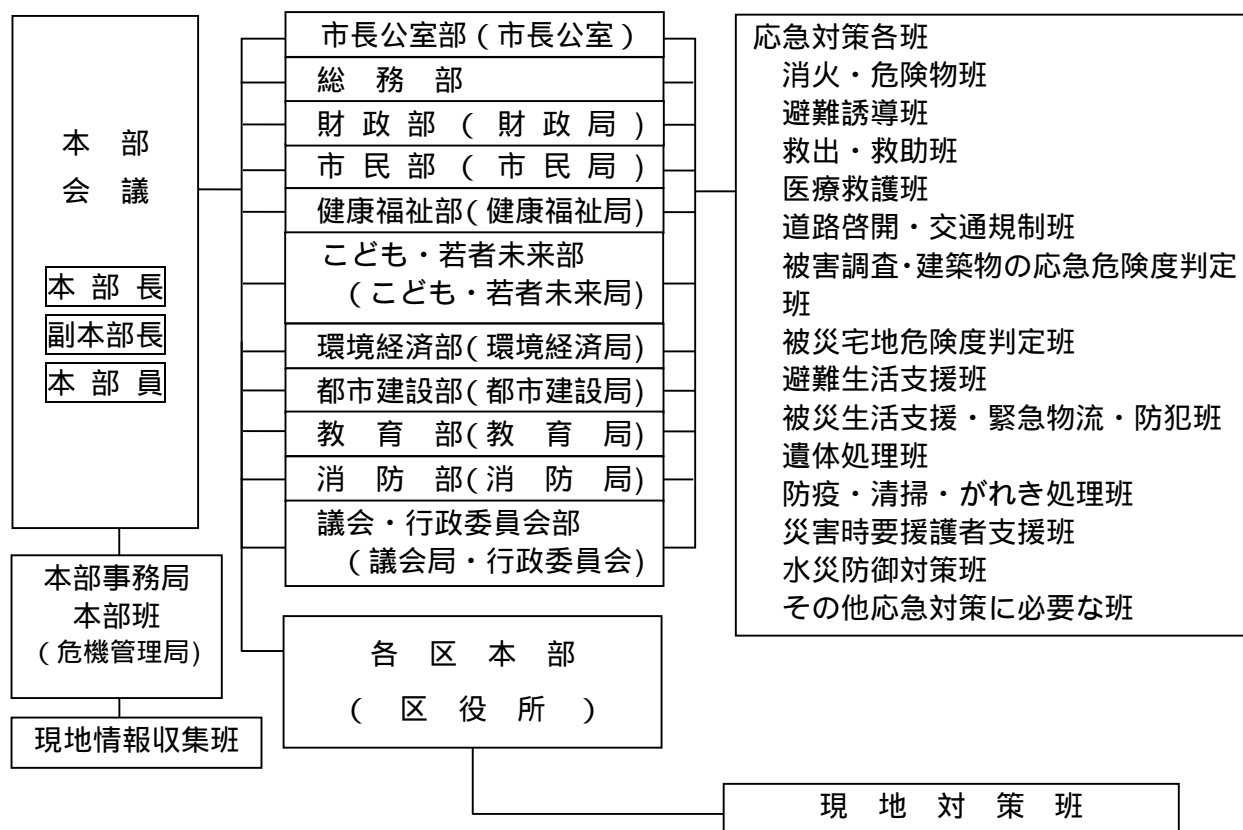 本部
会議
本部長
副本部長
本部員
本部事務局
本部班
(危機管理局)
現地情報収集班
市長公室部(市長公室)
総務部
財政部(財政局)
市民部(市民局)
健康福祉部(健康福祉局)
こども・若者未来部
(こども・若者未来局)
環境経済部(環境経済局)
都市建設部(都市建設局)
教育部(教育局)
消防部(消防局)
議会・行政委員会部
(議会局・行政委員会)
各区本部
(区役所)
応急対策各班
消火・危険物班
避難誘導班
救出・救助班
医療救護班
道路啓開・交通規制班
被害調査・建築物の応急危険度判定
班
被災宅地危険度判定班
避難生活支援班
被災生活支援・緊急物流・防犯班
遺体処理班
防疫・清掃・がれき処理班
災害時要援護者支援班
水災防御対策班
その他応急対策に必要な班
現地対策班